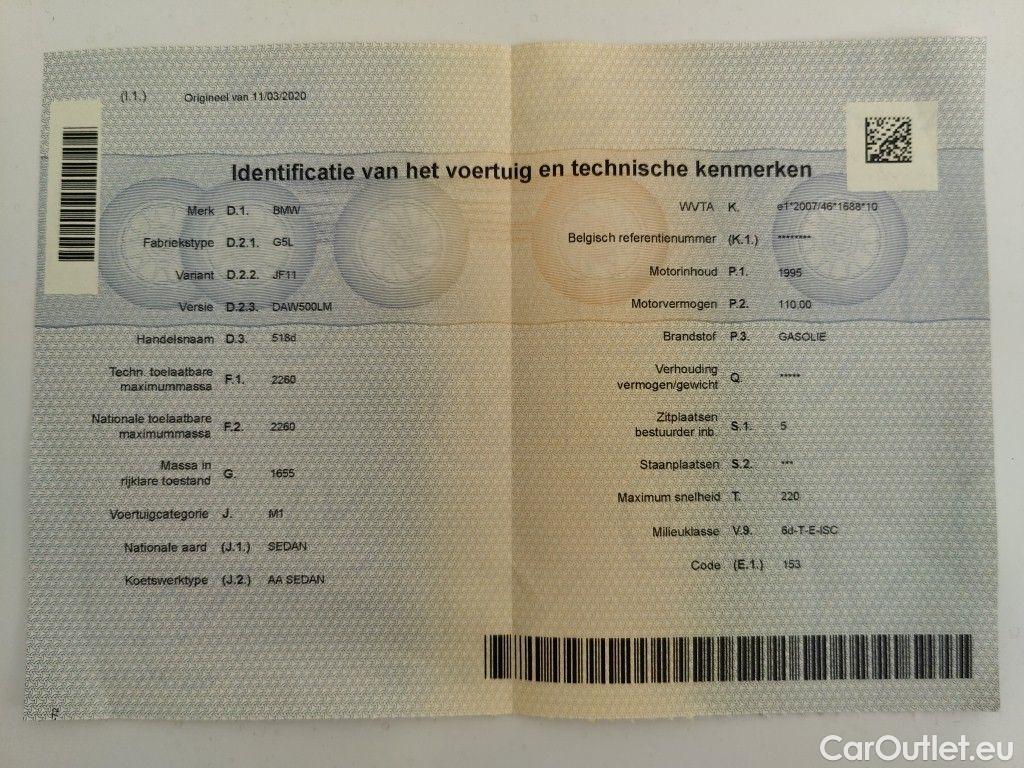 (I.1.) Origineel van 11/03/2020
Identificatie van het voertuig en technische kenmerken
Merk D.1. BMW
Fabriekstype D.2.1. G5L
Variant D.2.2. JF11
Versie D.2.3. DAW500LM
Handelsnaam D.3. 518d
Techn. toelaatbare
maximummassa F.1. 2260
Nationale toelaatbare
maximummassa F.2. 2260
Massa in
rijklare toestand G. 1655
Voertuigcategorie J. M1
Nationale aard (J.1.) SEDAN
Koetswerktype (J.2.) AA SEDAN
WVTA K. e1*2007/46*1688*10
Belgisch referentienummer (K.1.) ********
Motorinhoud P.1. 1995
Motorvermogen P.2. 110,00
Brandstof P.3. GASOLIE
Verhouding
vermogen/gewicht Q. *****
Zitplaatsen
bestuurder inb. S.1. 5
Staanplaatsen S.2. ***
Maximum snelheid T. 220
Milieuklasse V.9. 6d-T-E-ISC
Code (E.1.) 153
CarOutlet.eu